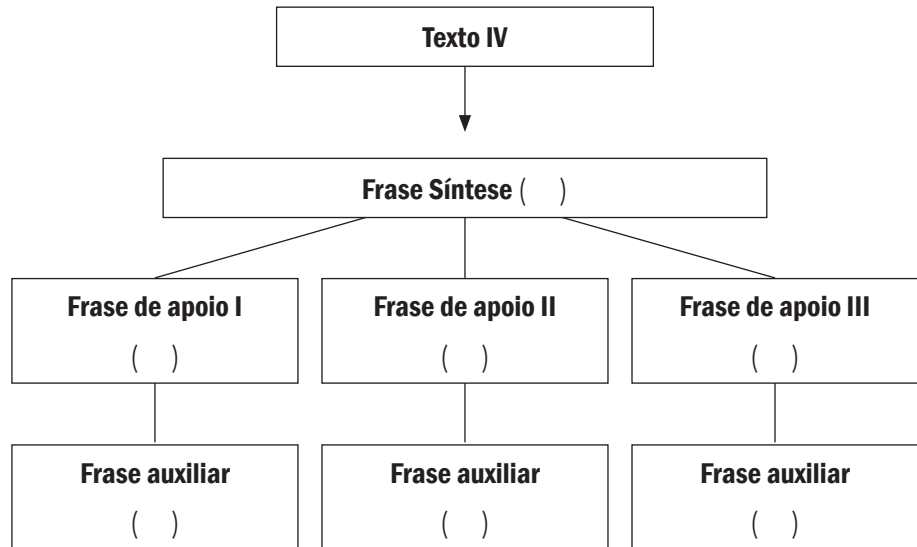 Texto IV
Frase Síntese (    )
Frase de apoio I
(    )
Frase de apoio II
(    )
Frase de apoio III
(    )
Frase auxiliar
(    )
Frase auxiliar
(    )
Frase auxiliar
(    )